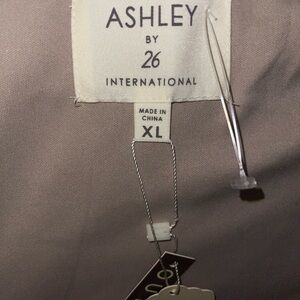 ASHLEY
BY
26
INTERNATIONAL
MADE IN
CHINA
XL